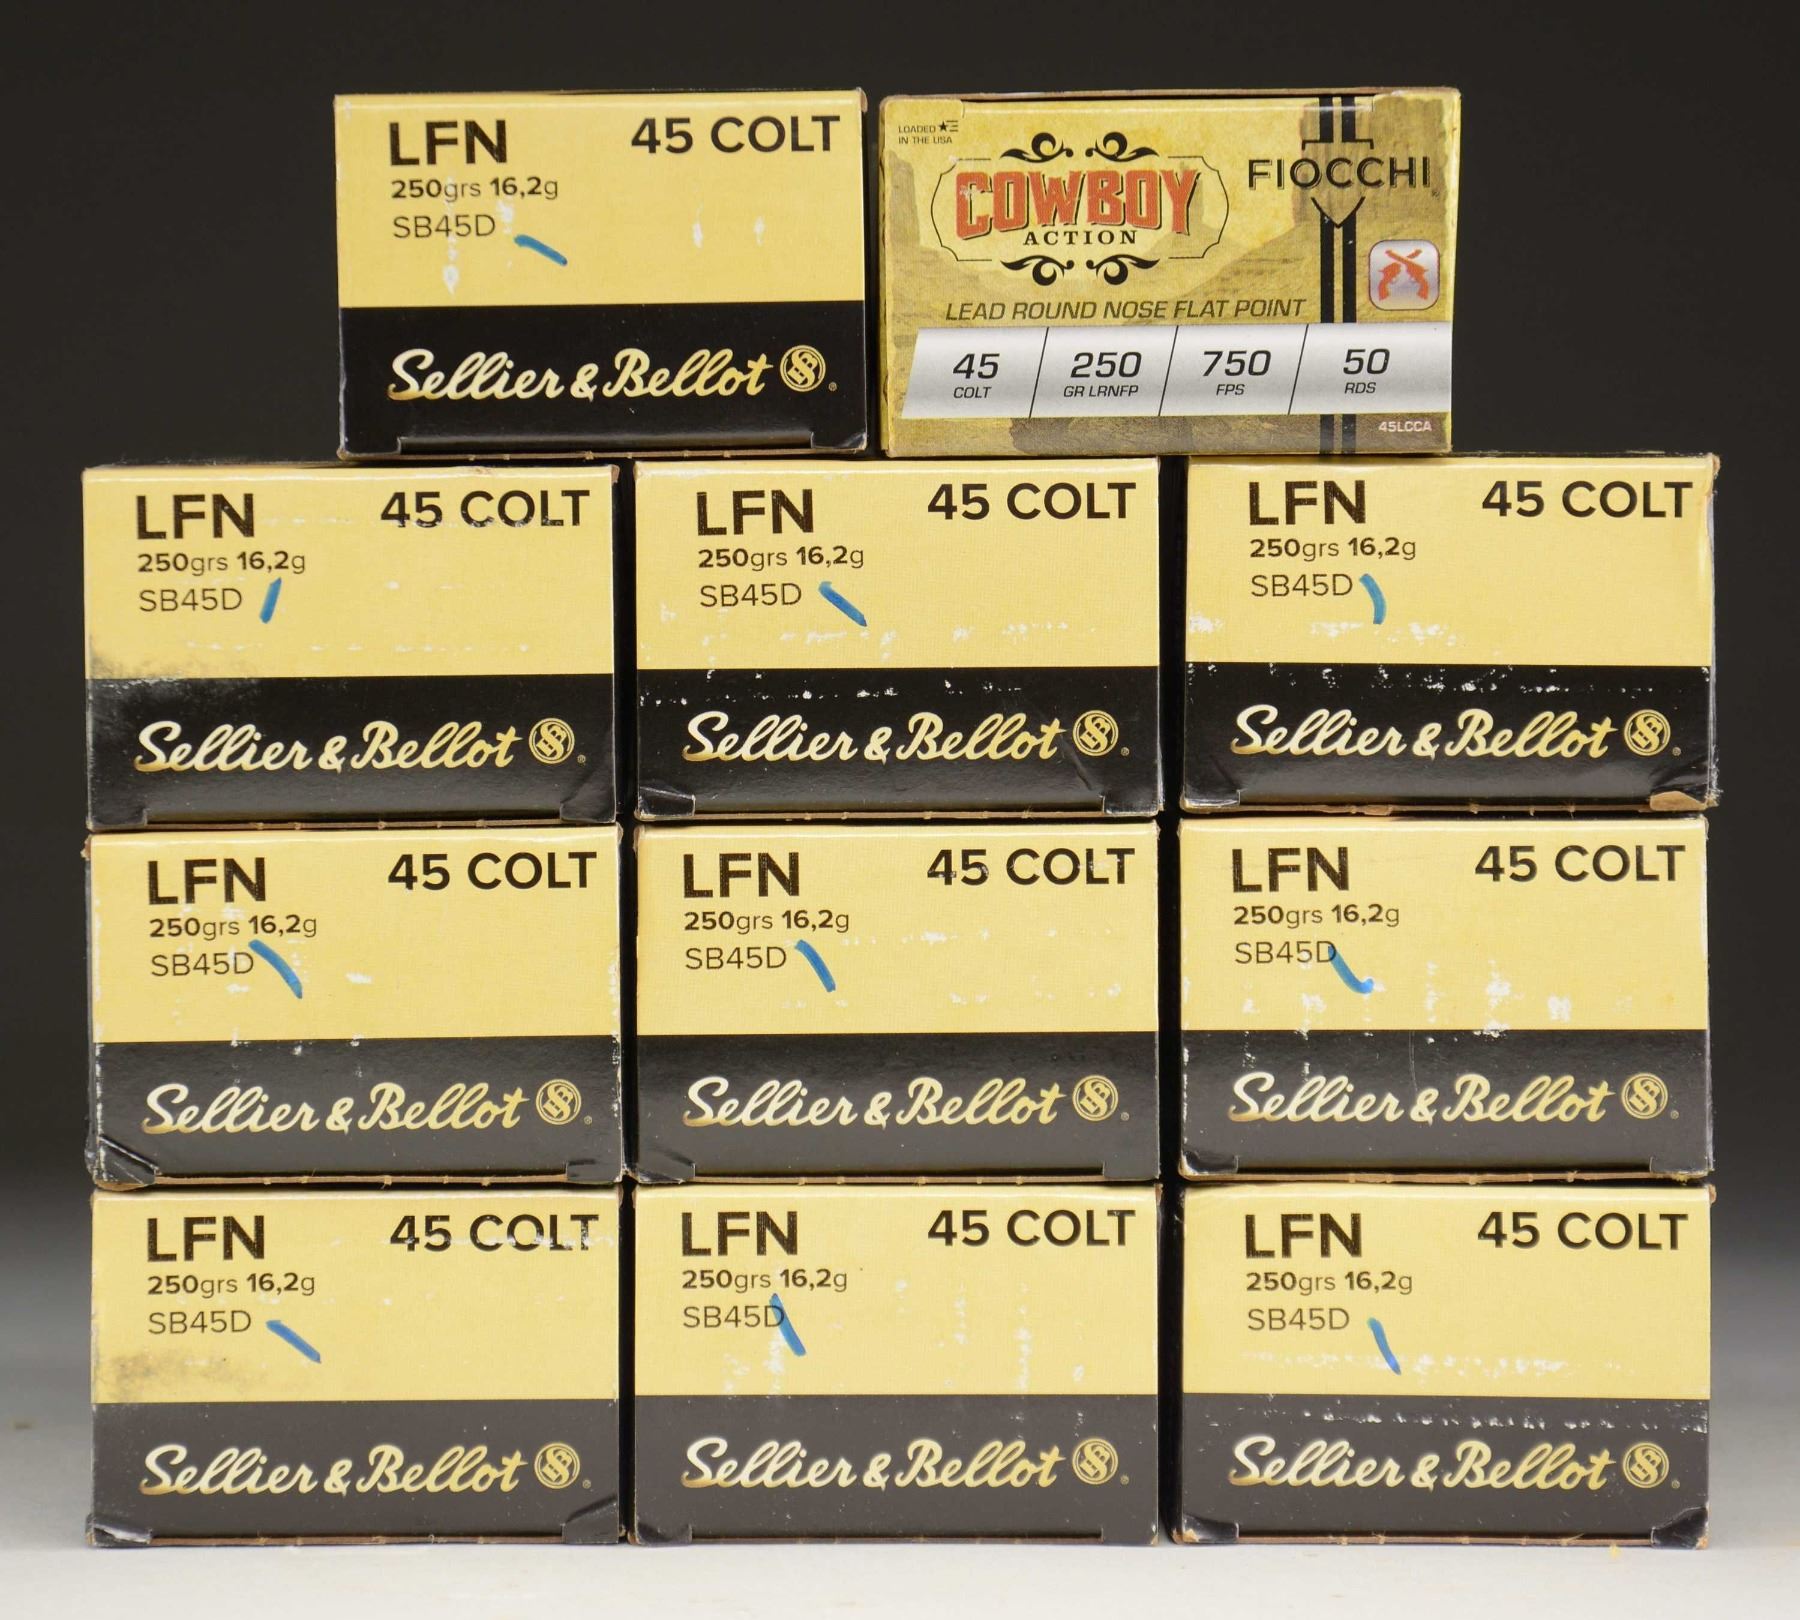 LFN 45 COLT
250grs 16,2g
SB45D
Sellier & Bellot
LOADED
IN THE USA
COWBOY
ACTION
FIOCCHI
LEAD ROUND NOSE FLAT POINT
45 250 750 50
COLT GR LRNFP FPS RDS
45LCCA
LFN 45 COLT
250grs 16,2g
SB45D
Sellier & Bellot
LFN 45 COLT
250grs 16,2g
SB45D
Sellier & Bellot
LFN 45 COLT
250grs 16,2g
SB45D
Sellier & Bellot
LFN 45 COLT
250grs 16,2g
SB45D
Sellier & Bellot
LFN 45 COLT
250grs 16,2g
SB45D
Sellier & Bellot
LFN 45 COLT
250grs 16,2g
SB45D
Sellier & Bellot
LFN 45 COLT
250grs 16,2g
SB45D
Sellier & Bellot
LFN 45 COLT
250grs 16,2g
SB45D
Sellier & Bellot
LFN 45 COLT
250grs 16,2g
SB45D
Sellier & Bellot